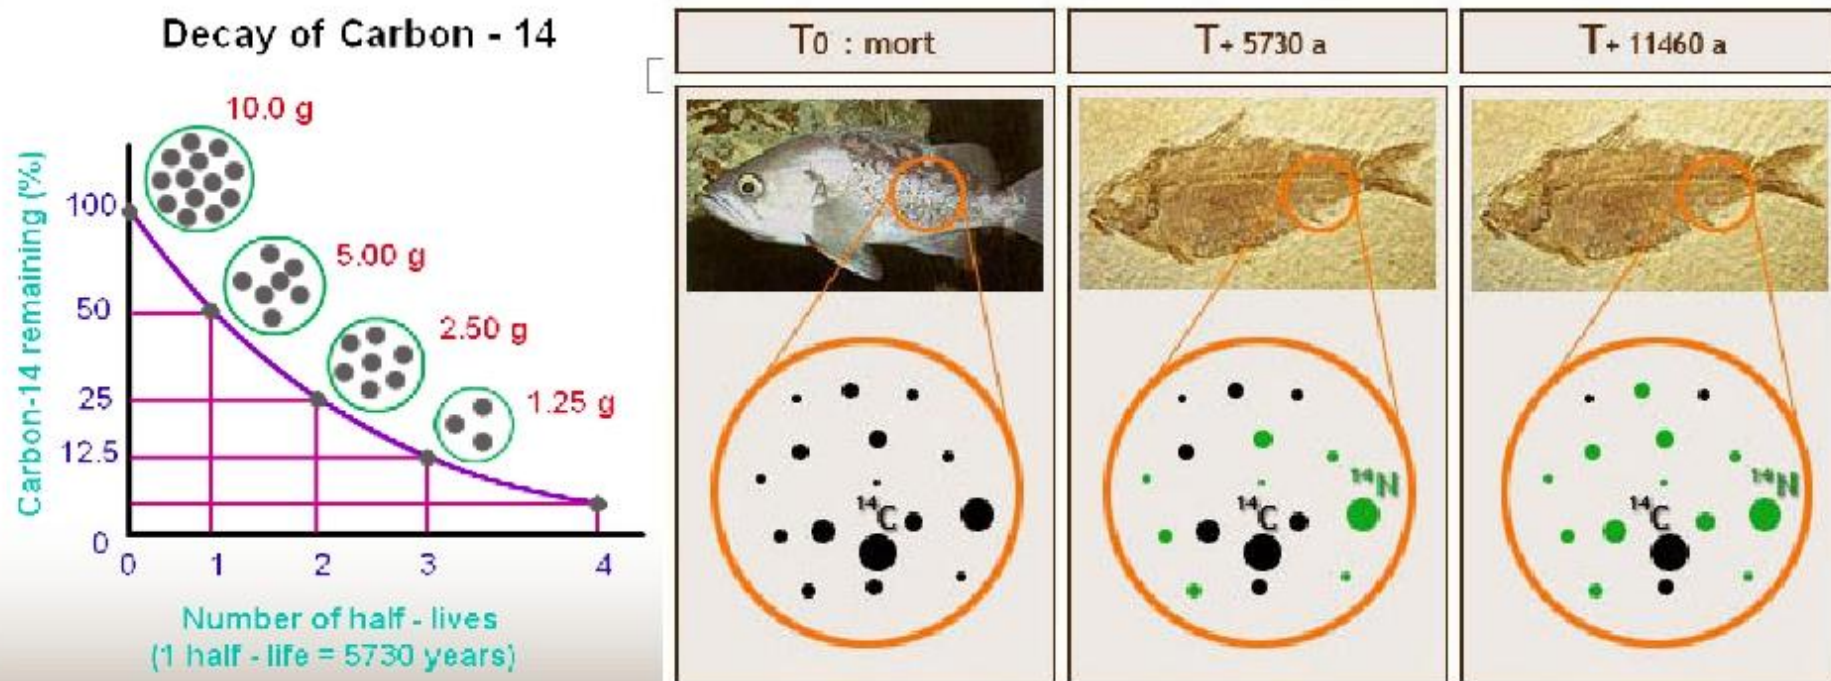 Decay of Carbon - 14
10.0 g
5.00 g
2.50 g
1.25 g
Carbon-14 remaining (%)
100
50
25
12.5
0
0 1 2 3 4
Number of half - lives
(1 half - life = 5730 years)
T0 : mort
14C
T+ 5730 a
14N
14C
T+ 11460 a
14N
14C